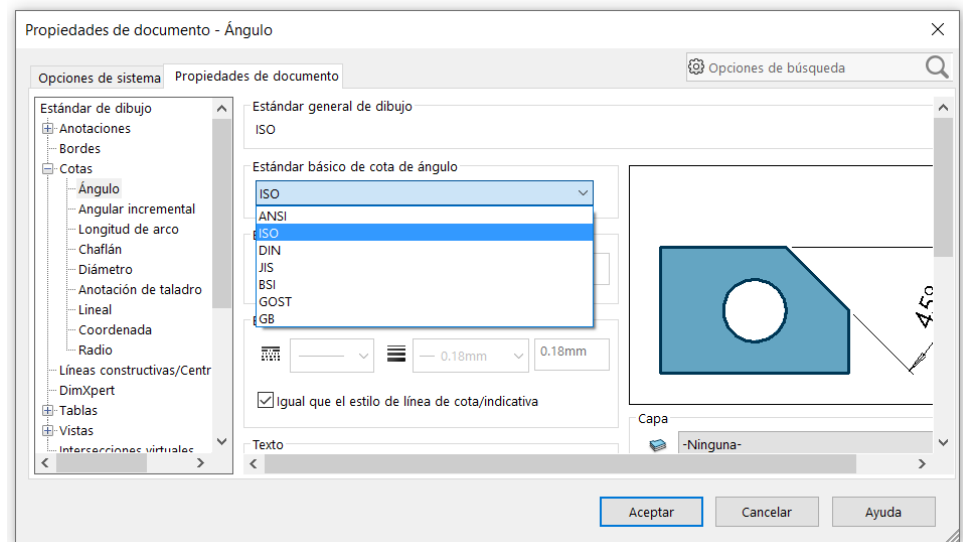 Propiedades de documento - Ángulo
Opciones de sistema
Propiedades de documento
Opciones de búsqueda
Estándar de dibujo
Anotaciones
Bordes
Cotas
Ángulo
Angular incremental
Longitud de arco
Chaflán
Diámetro
Anotación de taladro
Lineal
Coordenada
Radio
Líneas constructivas/Centr
DimXpert
Tablas
Vistas
Intersecciones virtuales
Estándar general de dibujo
ISO
Estándar básico de cota de ángulo
ISO
ANSI
ISO
DIN
JIS
BSI
GOST
GB
0.18mm
0.18mm
Igual que el estilo de línea de cota/indicativa
Texto
45°
Capa
-Ninguna-
Aceptar
Cancelar
Ayuda